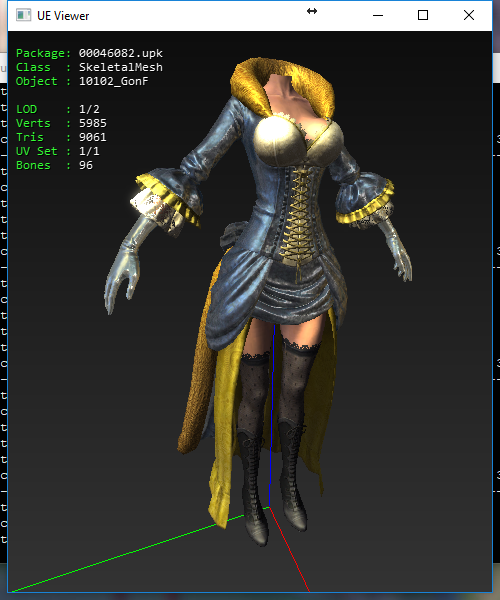 UE Viewer
Package: 00046082.upk
Class : SkeletalMesh
Object : 10102_GonF
LOD : 1/2
Verts : 5985
Tris : 9061
UV Set : 1/1
Bones : 96